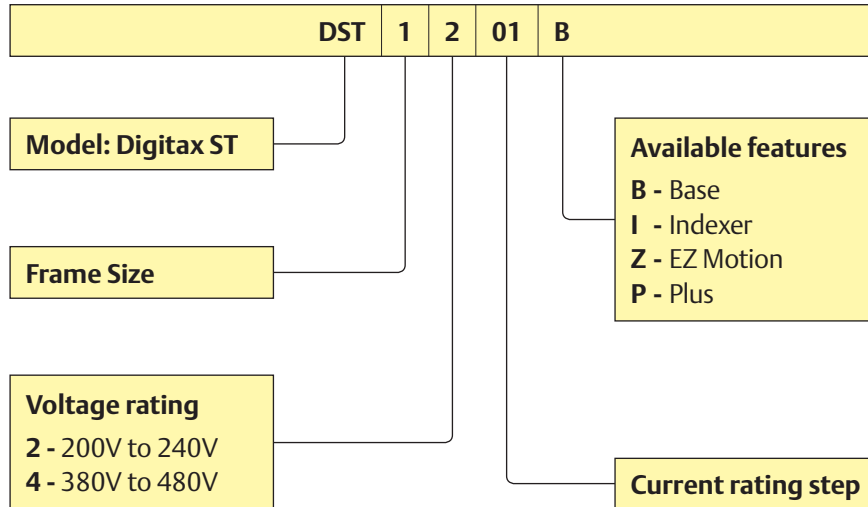 DST 1 2 01 B
Model: Digitax ST
Frame Size
Voltage rating
2 - 200V to 240V
4 - 380V to 480V
Available features
B - Base
I - Indexer
Z - EZ Motion
P - Plus
Current rating step